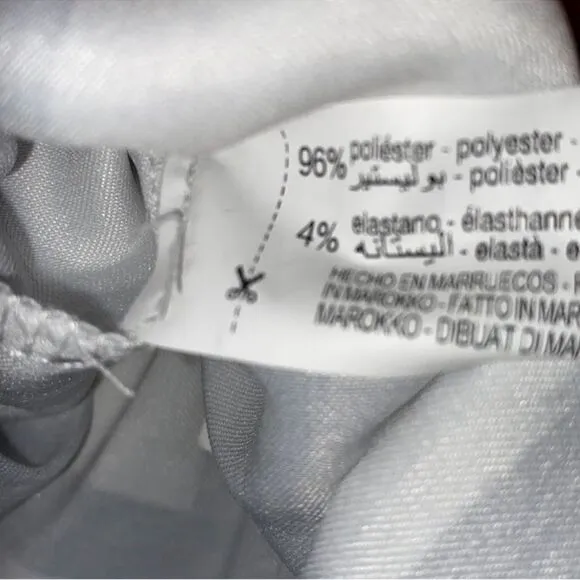 96% poliéster - polyester -
بوليستير - polièster -
4% elastano - élasthanne
اليستانه - elastà -
HECHO EN MARRUECOS -
IN MAROKKO - FATTO IN MAR
MAROKKO - DIBUAT DI MA